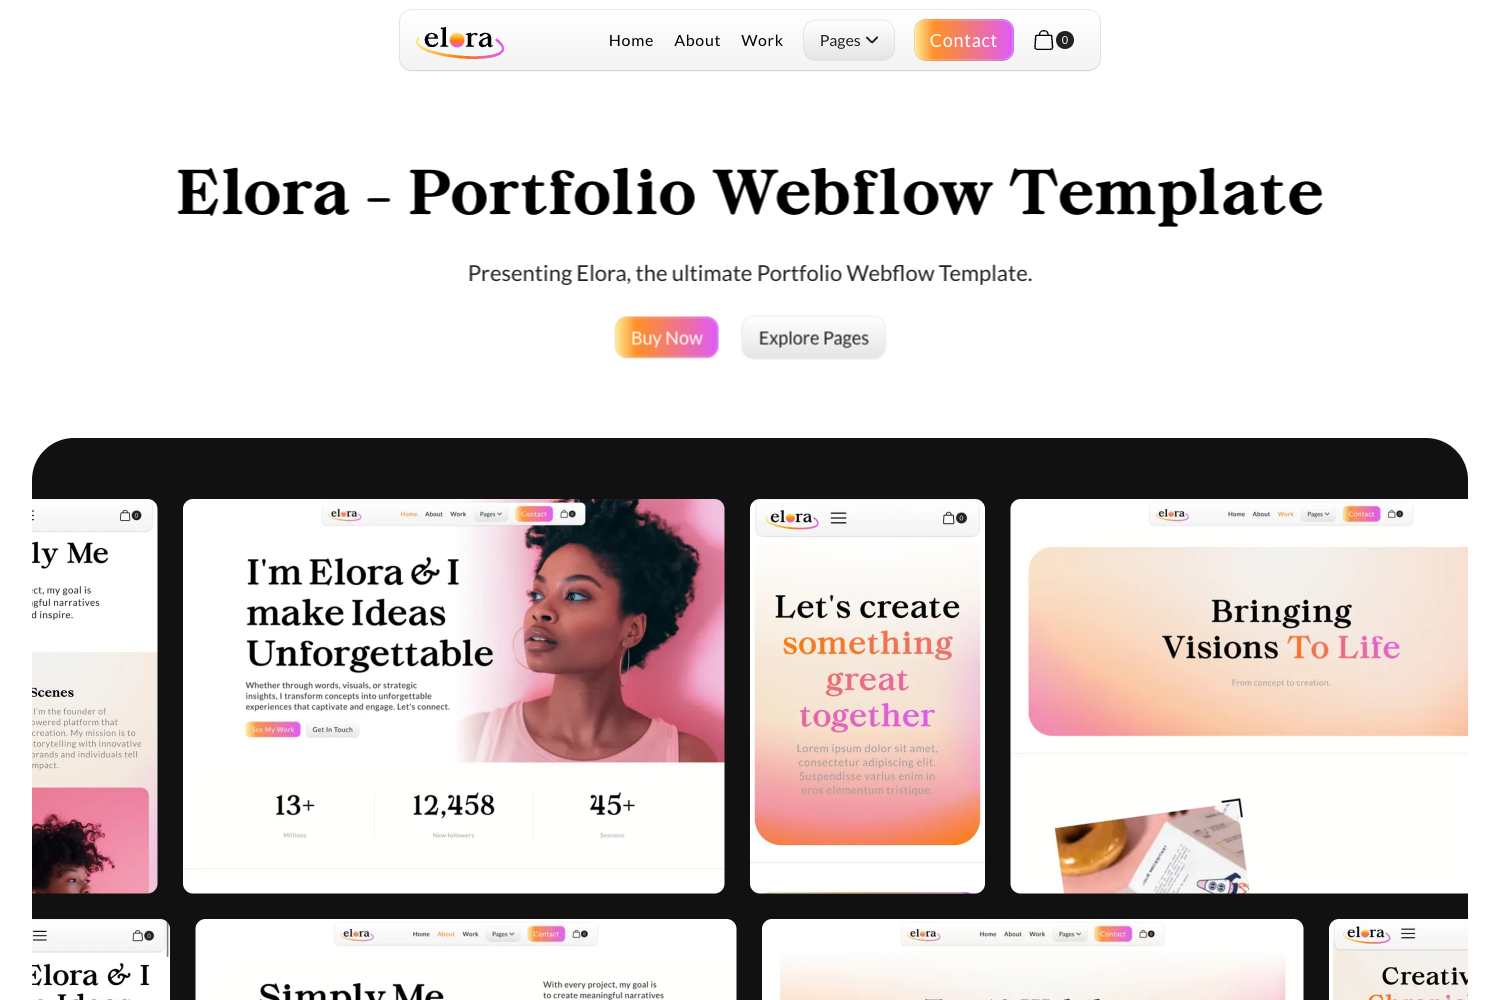 elora Home About Work Pages Contact 0
Elora - Portfolio Webflow Template
Presenting Elora, the ultimate Portfolio Webflow Template.
Buy Now Explore Pages
0
ly Me
ect, my goal is
ngful narratives
d inspire.
Scenes
I'm the founder of
owered platform that
creation. My mission is to
storytelling with innovative
brands and individuals tell
impact.
elora Home About Work Pages Contact 0
I'm Elora & I
make Ideas
Unforgettable
Whether through words, visuals, or strategic
insights, I transform concepts into unforgettable
experiences that captivate and engage. Let's connect.
See My Work Get In Touch
13+ 12,458 45+
Millions New followers Sessions
elora 0
Let's create
something
great
together
Lorem ipsum dolor sit amet,
consectetur adipiscing elit.
Suspendisse varius enim in
eros elementum tristique.
elora Home About Work Pages Contact 0
Bringing
Visions To Life
From concept to creation.
0
Elora & I
elora Home About Work Pages Contact 0
Simply Me
With every project, my goal is
to create meaningful narratives
elora Home About Work Pages Contact 0
elora
Creativ